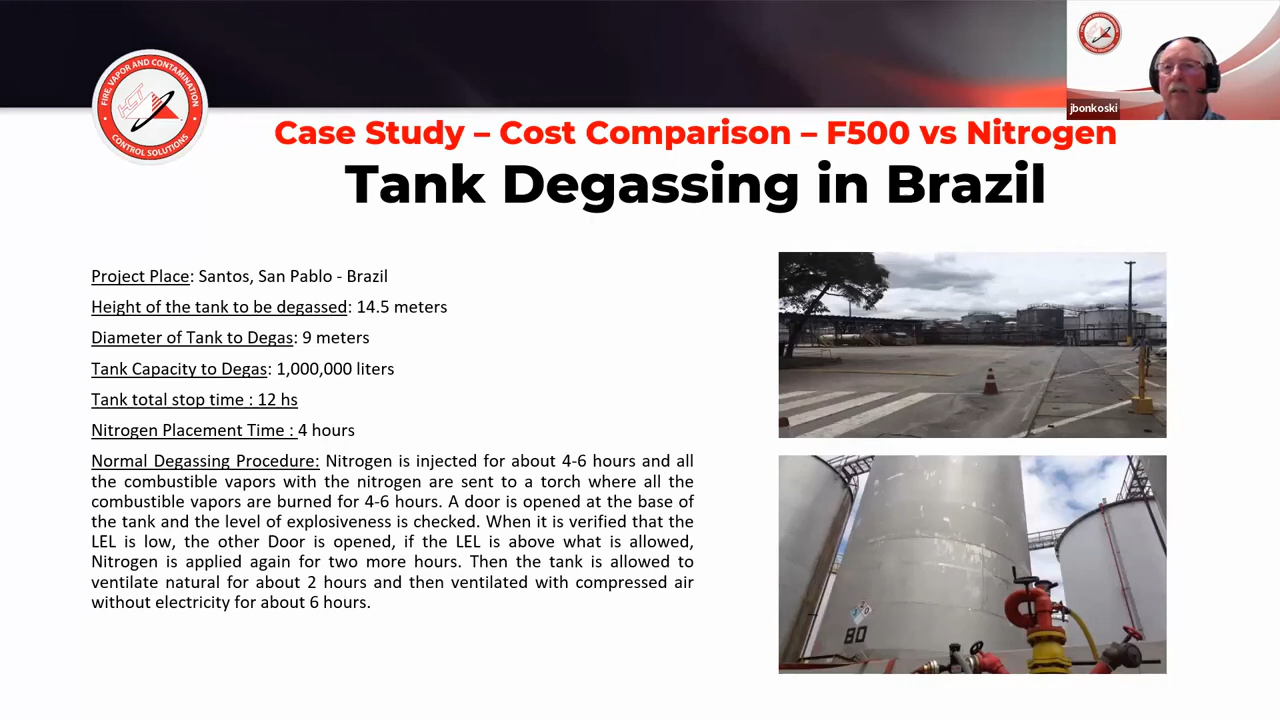 FIRE, VAPOR AND CONTAMINATION
HCT
CONTROL SOLUTIONS
jbonkoski
Case Study – Cost Comparison – F500 vs Nitrogen
Tank Degassing in Brazil
Project Place: Santos, San Pablo - Brazil
Height of the tank to be degassed: 14.5 meters
Diameter of Tank to Degas: 9 meters
Tank Capacity to Degas: 1,000,000 liters
Tank total stop time : 12 hs
Nitrogen Placement Time : 4 hours
Normal Degassing Procedure: Nitrogen is injected for about 4-6 hours and all
the combustible vapors with the nitrogen are sent to a torch where all the
combustible vapors are burned for 4-6 hours. A door is opened at the base of
the tank and the level of explosiveness is checked. When it is verified that the
LEL is low, the other Door is opened, if the LEL is above what is allowed,
Nitrogen is applied again for two more hours. Then the tank is allowed to
ventilate natural for about 2 hours and then ventilated with compressed air
without electricity for about 6 hours.
80